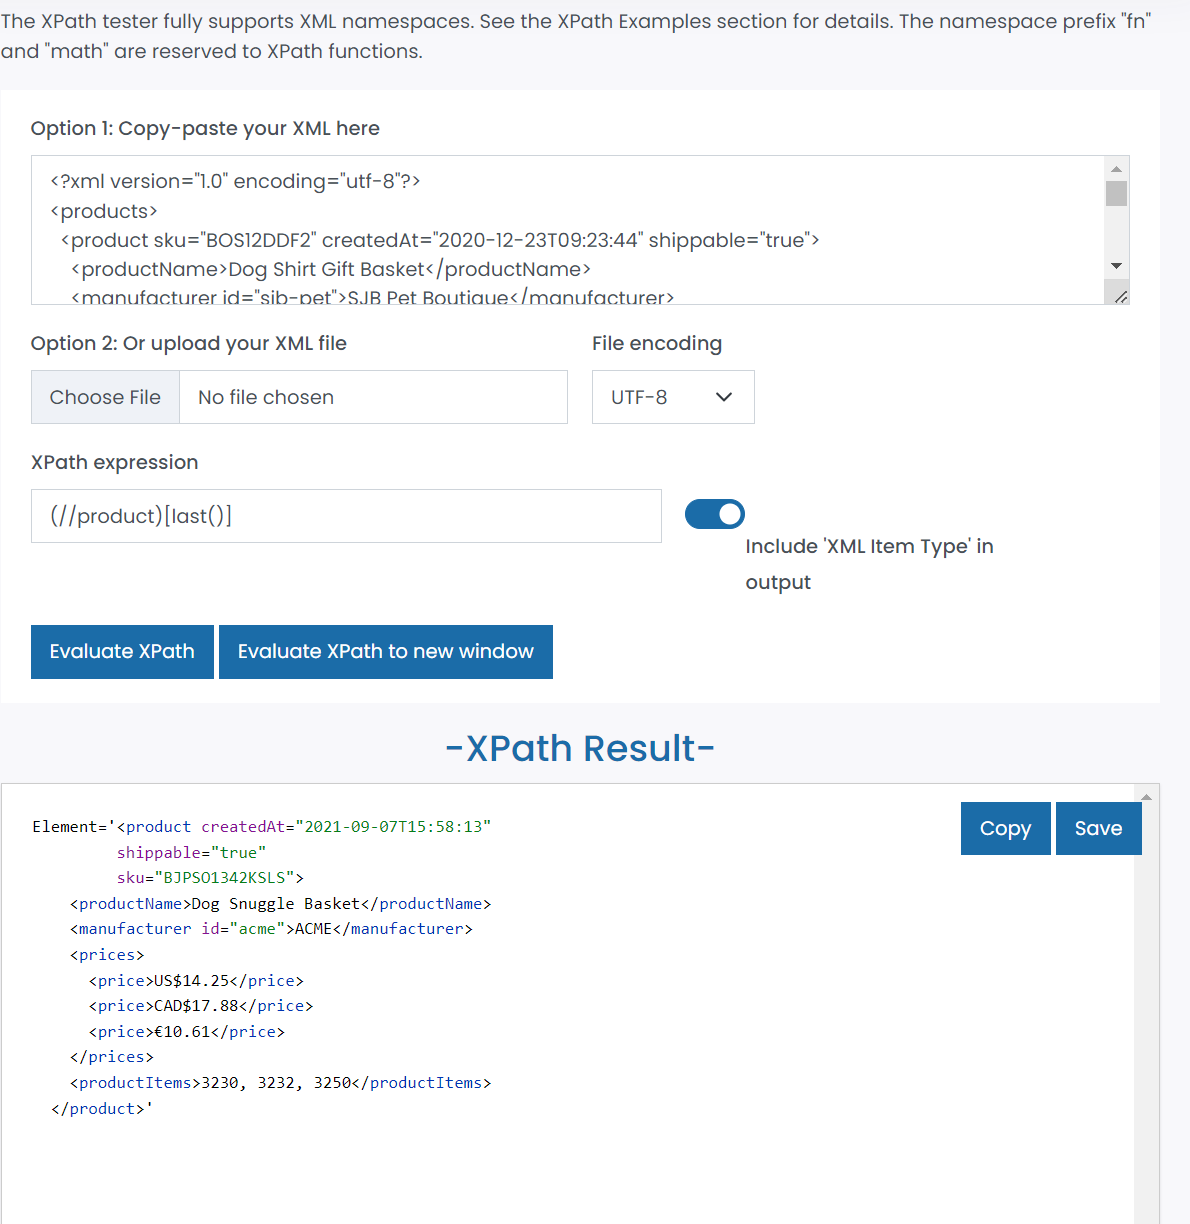 The XPath tester fully supports XML namespaces. See the XPath Examples section for details. The namespace prefix "fn"
and "math" are reserved to XPath functions.
Option 1: Copy-paste your XML here
<?xml version="1.0" encoding="utf-8"?>
<products>
<product sku="BOS12DDF2" createdAt="2020-12-23T09:23:44" shippable="true">
<productName>Dog Shirt Gift Basket</productName>
<manufacturer id="sjb-pet">SJB Pet Boutique</manufacturer>
Option 2: Or upload your XML file
File encoding
Choose File
No file chosen
UTF-8
XPath expression
(//product)[last()]
Include 'XML Item Type' in
output
Evaluate XPath
Evaluate XPath to new window
-XPath Result-
Copy
Save
Element='<product createdAt="2021-09-07T15:58:13"
shippable="true"
sku="BJPSO1342KSLS">
<productName>Dog Snuggle Basket</productName>
<manufacturer id="acme">ACME</manufacturer>
<prices>
<price>US$14.25</price>
<price>CAD$17.88</price>
<price>€10.61</price>
</prices>
<productItems>3230, 3232, 3250</productItems>
</product>'